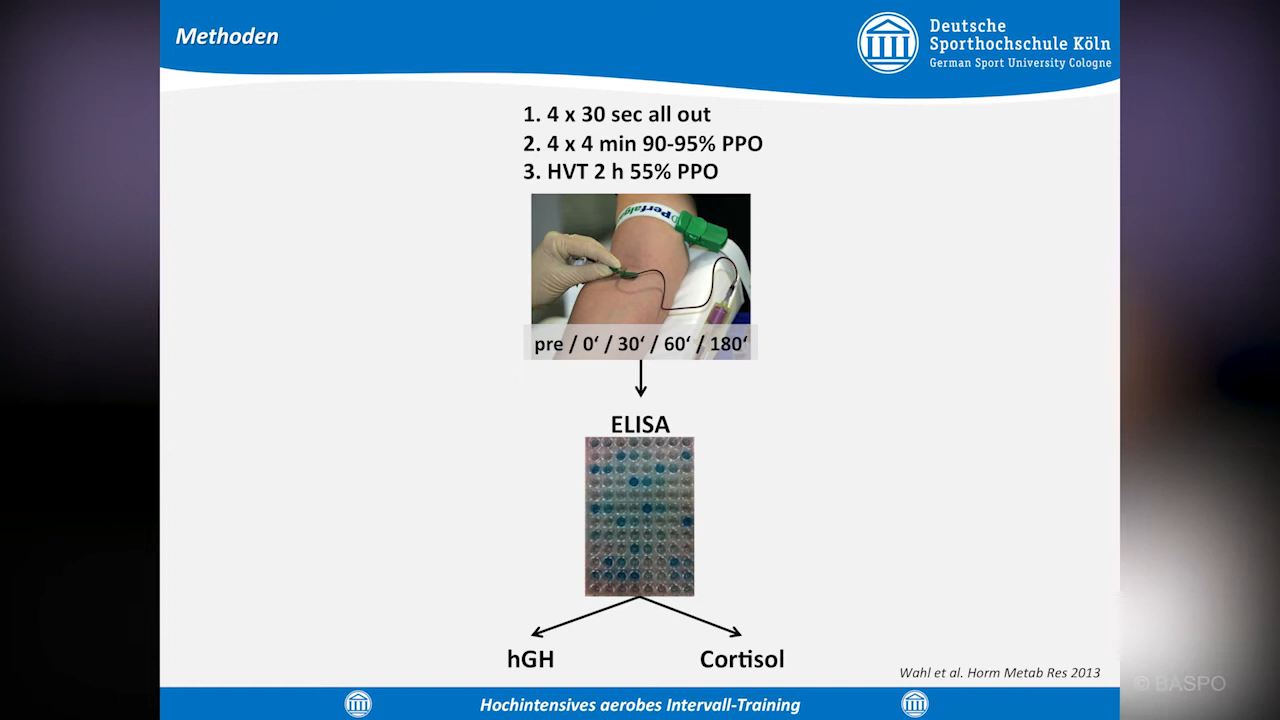 Methoden
Deutsche
Sporthochschule Köln
German Sport University Cologne
1. 4 x 30 sec all out
2. 4 x 4 min 90-95% PPO
3. HVT 2 h 55% PPO
Perfalgan
pre / 0‘ / 30‘ / 60‘ / 180‘
ELISA
hGH
Cortisol
Wahl et al. Horm Metab Res 2013
© BASPO
Hochintensives aerobes Intervall-Training